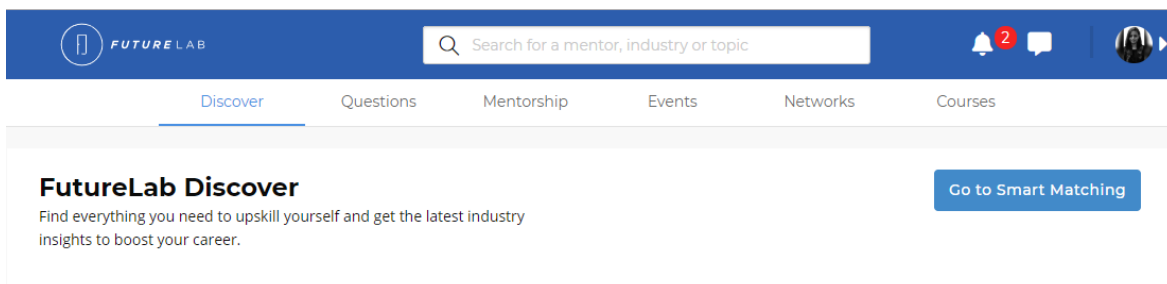 FUTURELAB
Search for a mentor, industry or topic
2
Discover Questions Mentorship Events Networks Courses
FutureLab Discover
Go to Smart Matching
Find everything you need to upskill yourself and get the latest industry
insights to boost your career.